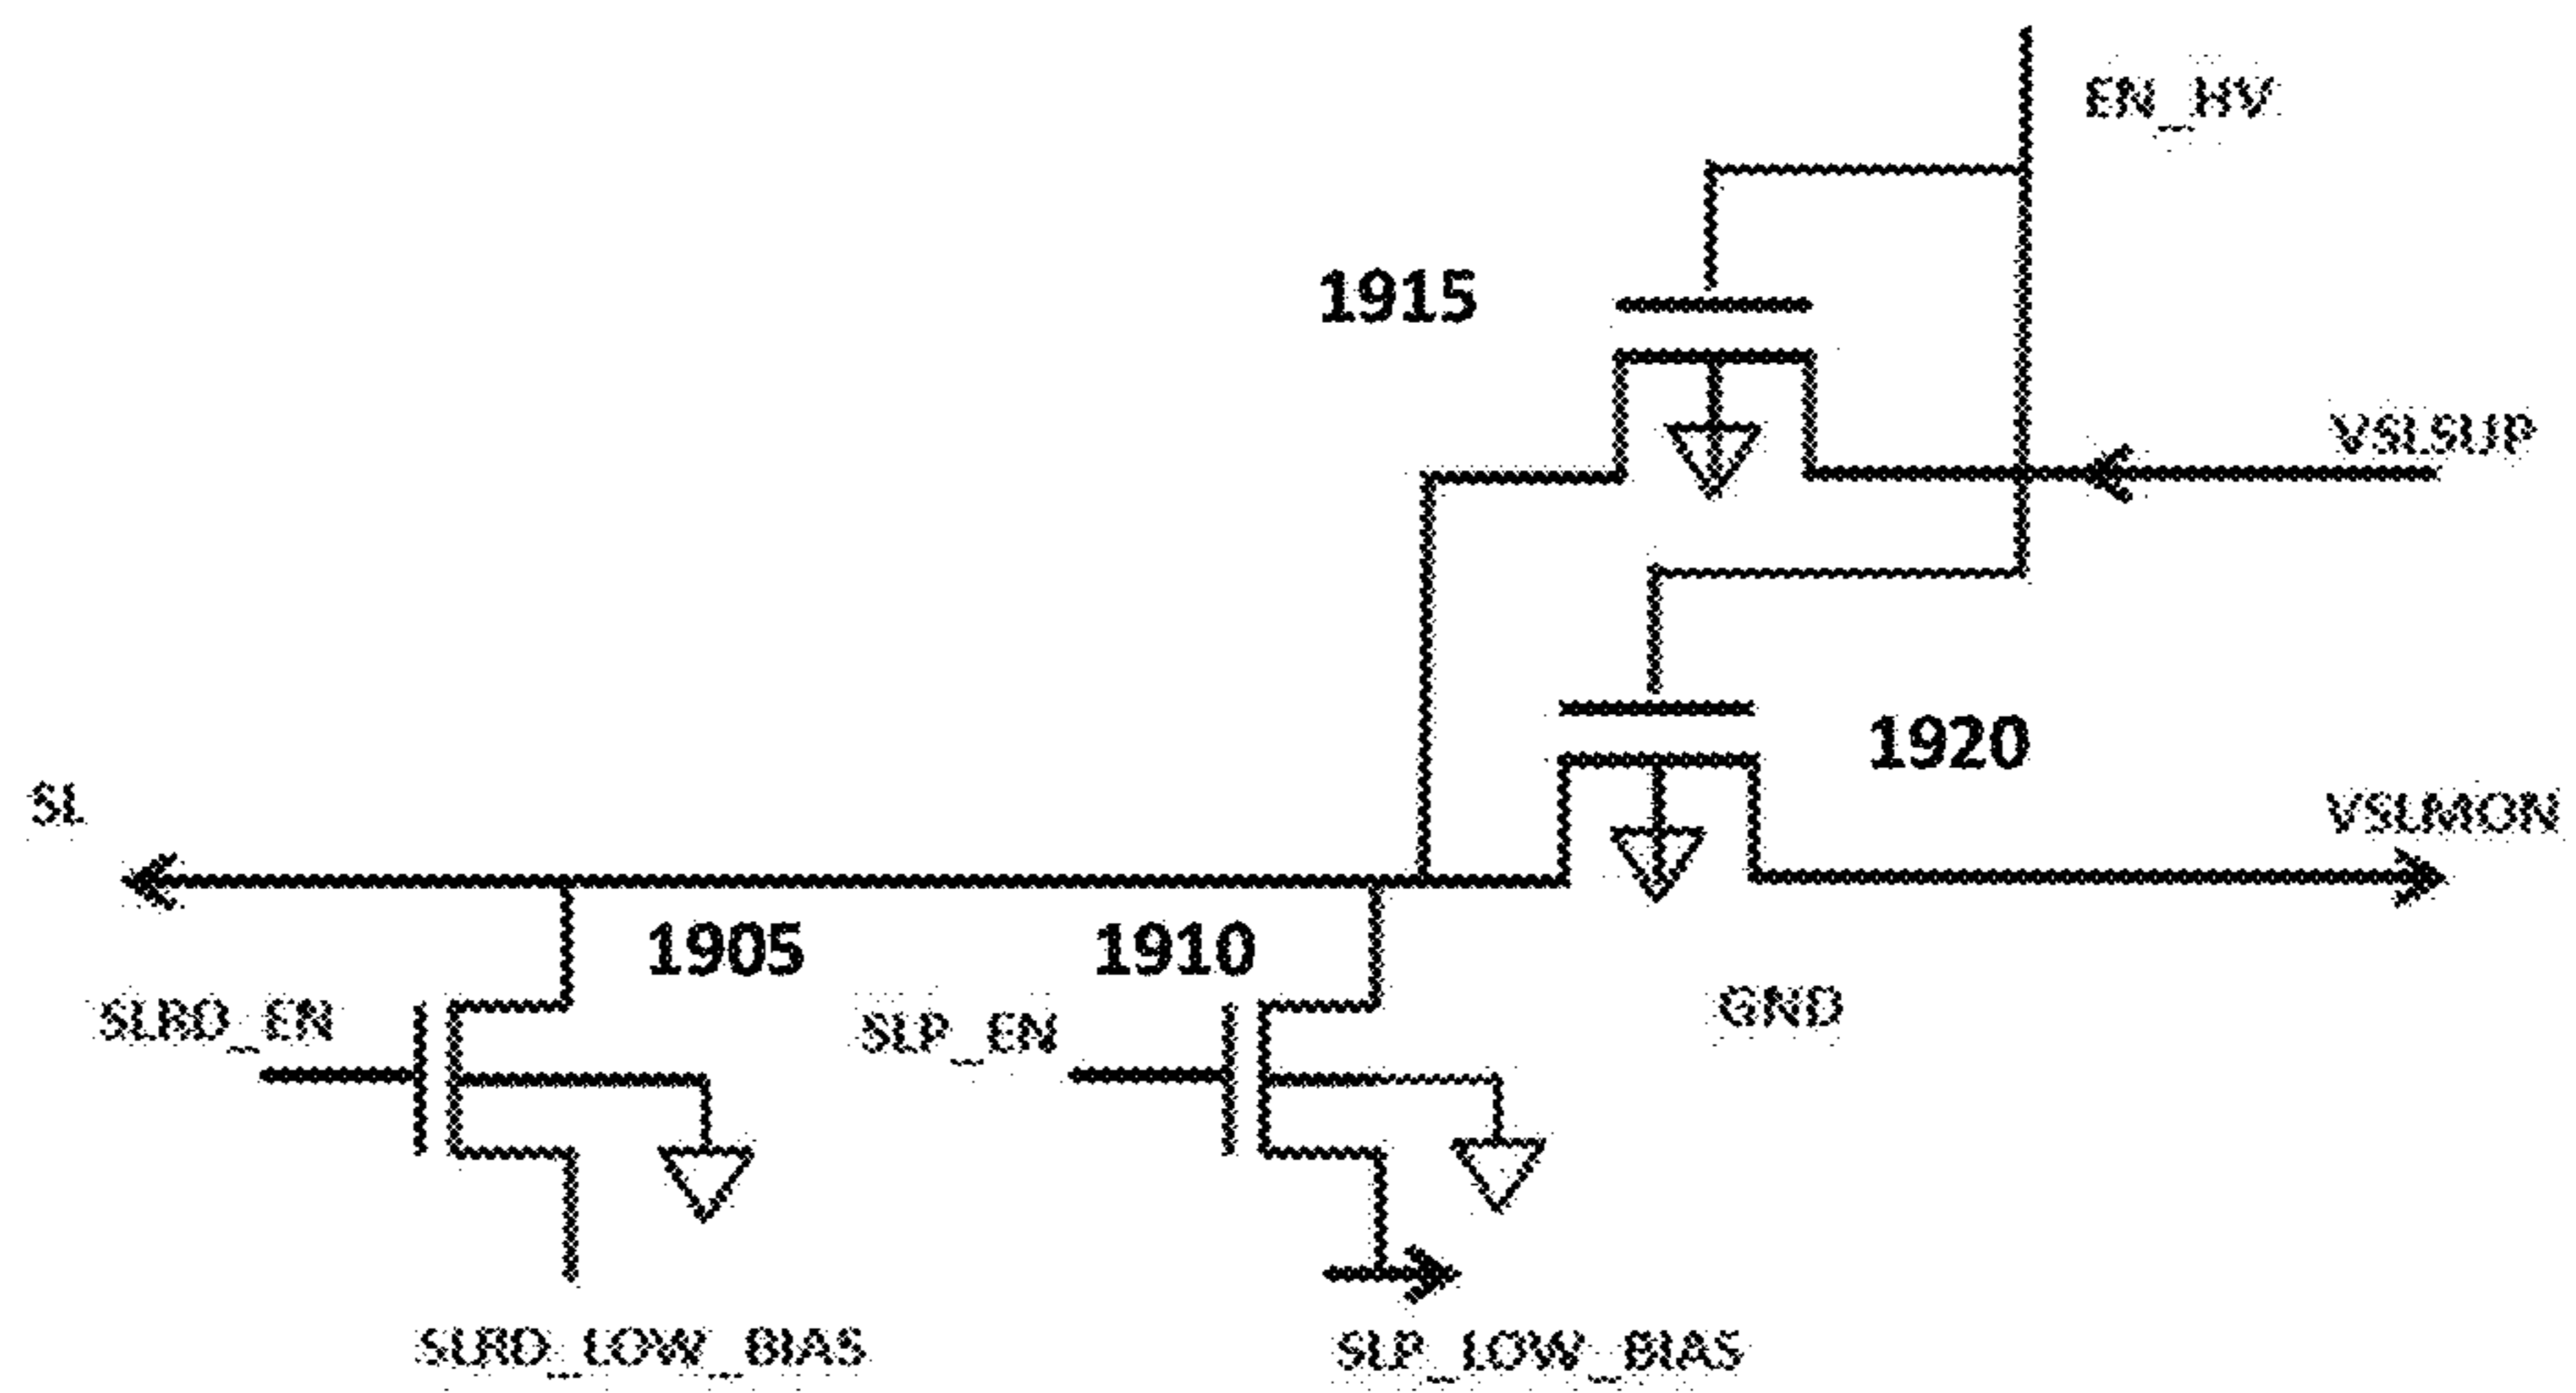 EN_HV
1915
VSLSUP
1920
SL
VSLMON
1905
1910
SLRD_EN
SLP_EN
GND
SLRD_LOW_BIAS
SLP_LOW_BIAS